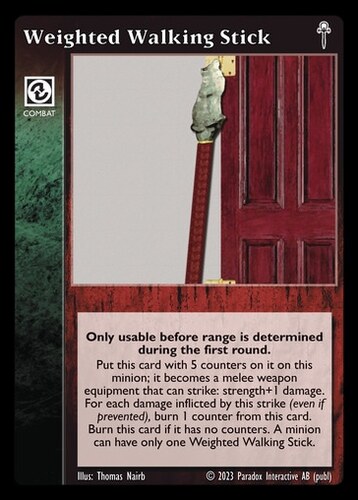 Weighted Walking Stick
COMBAT
Only usable before range is determined
during the first round.
Put this card with 5 counters on it on this
minion; it becomes a melee weapon
equipment that can strike: strength+1 damage.
For each damage inflicted by this strike (even if
prevented), burn 1 counter from this card.
Burn this card if it has no counters. A minion
can have only one Weighted Walking Stick.
Illus: Thomas Nairb © 2023 Paradox Interactive AB (publ)